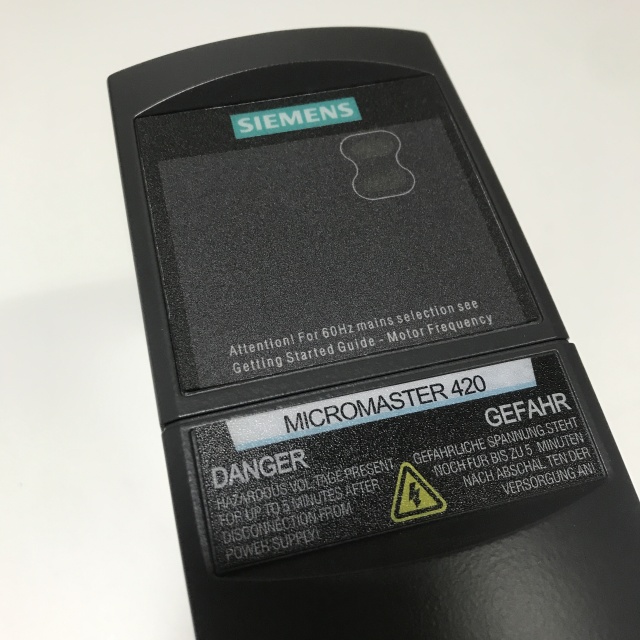 SIEMENS
Attention! For 60Hz mains selection see
Getting Started Guide - Motor Frequency
MICROMASTER 420
DANGER
HAZARDOUS VOLTAGE PRESENT
FOR UP TO 5 MINUTES AFTER
DISCONNECTION FROM
POWER SUPPLY!
GEFAHR
GEFÄHRLICHE SPANNUNG STEHT
NOCH FÜR BIS ZU 5 MINUTEN
NACH ABSCHALTEN DER
VERSORGUNG AN!